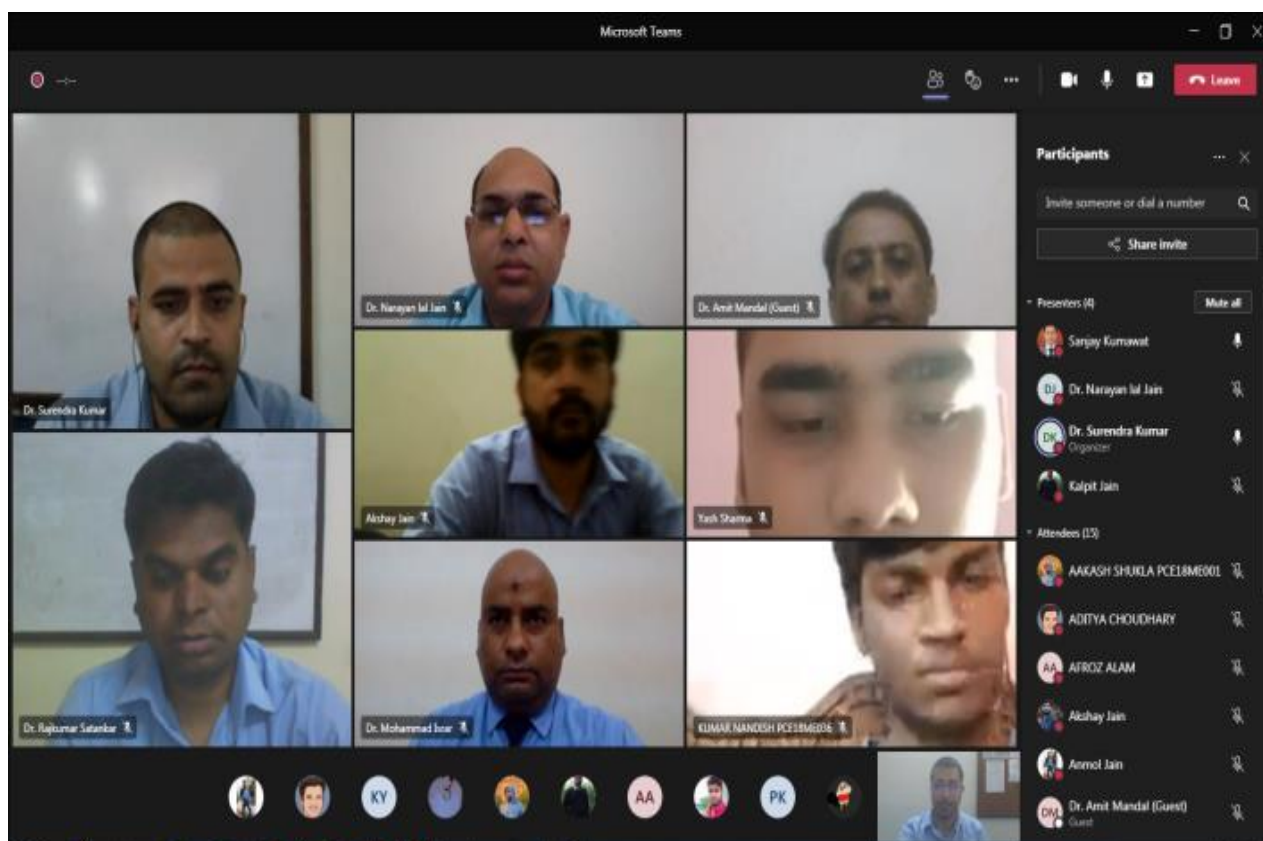 Microsoft Teams
Leave
Dr. Surendra Kumar
Dr. Narayan lal Jain
Dr. Amit Mandal (Guest)
Akshay Jain
Yash Sharma
Dr. Rajkumar Satankar
Dr. Mohammad Israr
KUMAR NANDISH PCE18ME036
KY
AA
PK
Participants
Invite someone or dial a number
Share invite
Presenters (4)
Mute all
Sanjay Kumawat
DJ
Dr. Narayan lal Jain
DK
Dr. Surendra Kumar
Organizer
Kalpit Jain
Attendees (15)
AAKASH SHUKLA PCE18ME001
ADITYA CHOUDHARY
AA
AFROZ ALAM
Akshay Jain
Anmol Jain
DM
Dr. Amit Mandal (Guest)
Guest